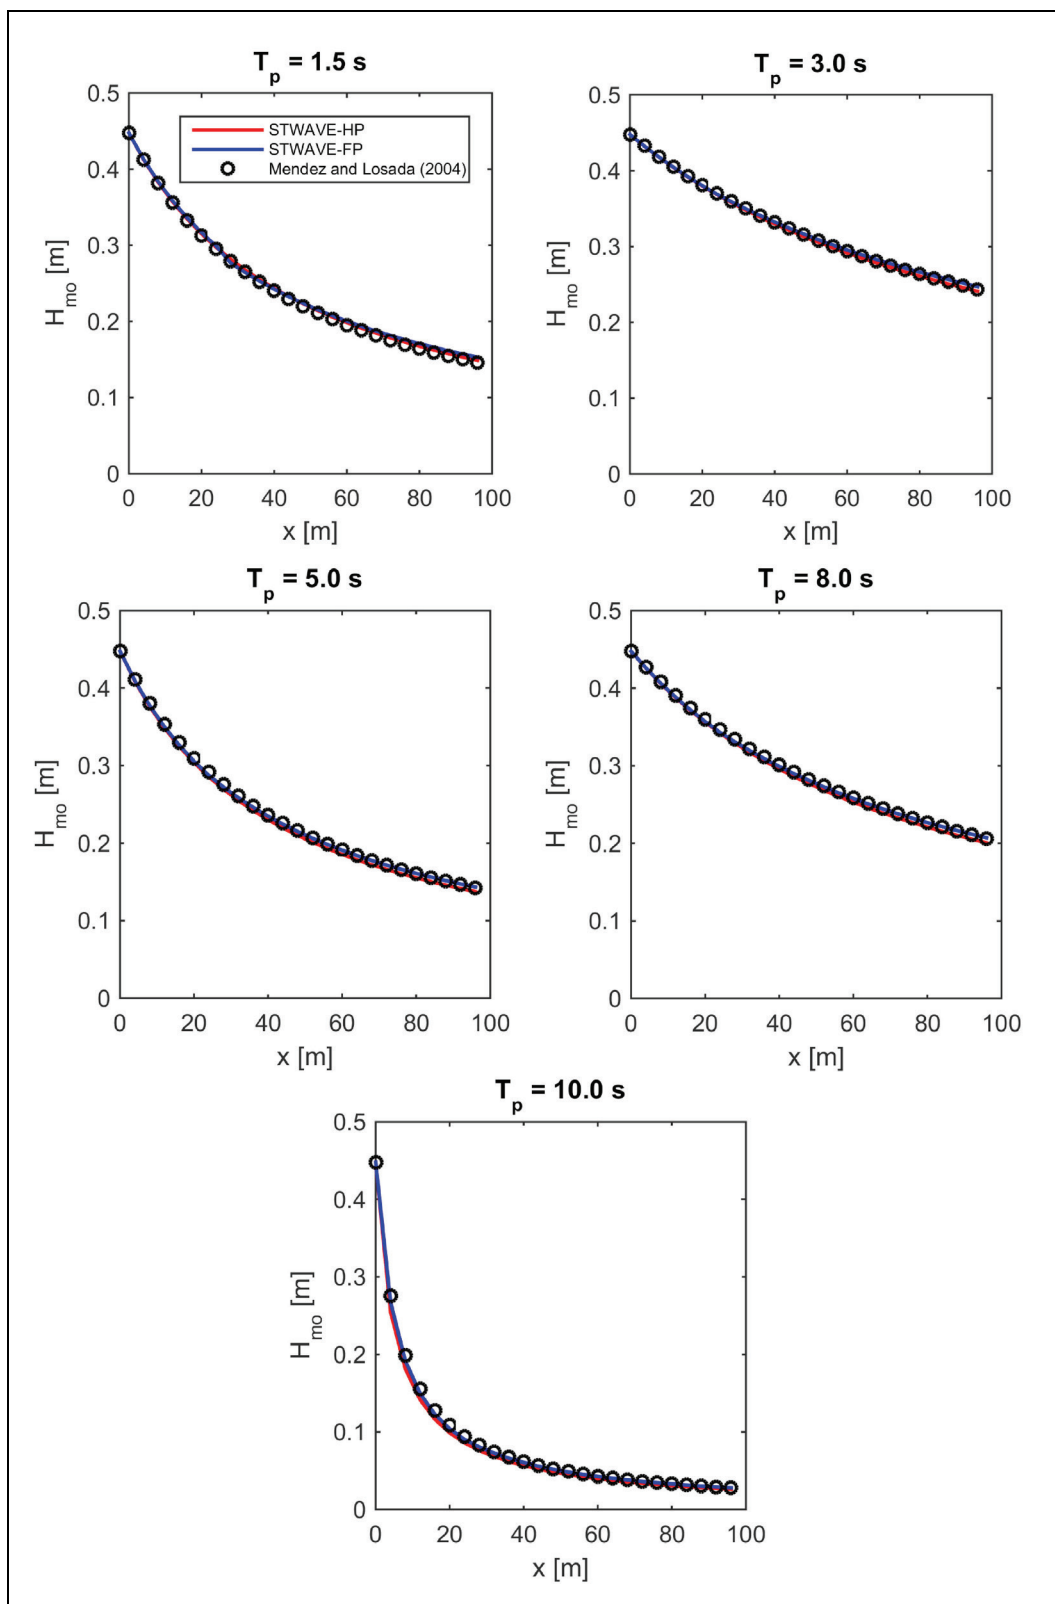 T_p = 1.5 s
0.5
0.4
0.3
0.2
0.1
0
H_mo [m]
STWAVE-HP
STWAVE-FP
Mendez and Losada (2004)
0 20 40 60 80 100
x [m]
T_p = 3.0 s
0.5
0.4
0.3
0.2
0.1
0
H_mo [m]
0 20 40 60 80 100
x [m]
T_p = 5.0 s
0.5
0.4
0.3
0.2
0.1
0
H_mo [m]
0 20 40 60 80 100
x [m]
T_p = 8.0 s
0.5
0.4
0.3
0.2
0.1
0
H_mo [m]
0 20 40 60 80 100
x [m]
T_p = 10.0 s
0.5
0.4
0.3
0.2
0.1
0
H_mo [m]
0 20 40 60 80 100
x [m]